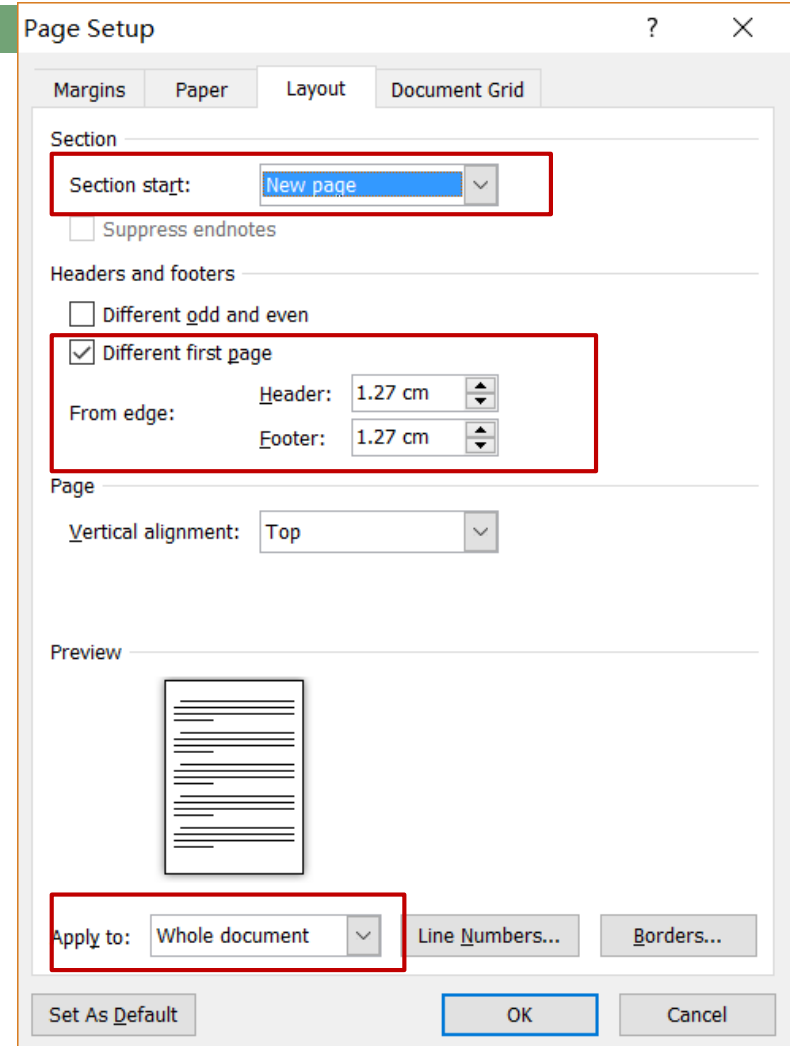 Page Setup ?
Margins Paper Layout Document Grid
Section
Section start: New page
Suppress endnotes
Headers and footers
Different odd and even
Different first page
From edge:
Header: 1.27 cm
Footer: 1.27 cm
Page
Vertical alignment: Top
Preview
Apply to: Whole document Line Numbers... Borders...
Set As Default OK Cancel